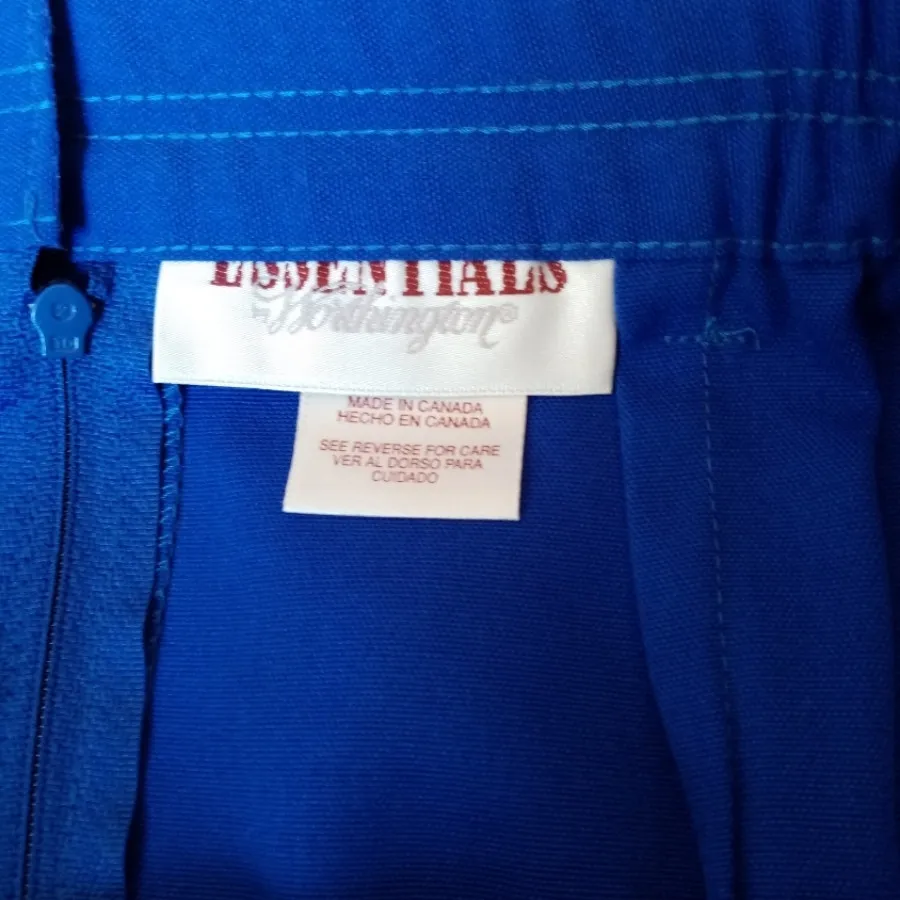 ESSENTIALS
Worthington®
MADE IN CANADA
HECHO EN CANADA
SEE REVERSE FOR CARE
VER AL DORSO PARA
CUIDADO